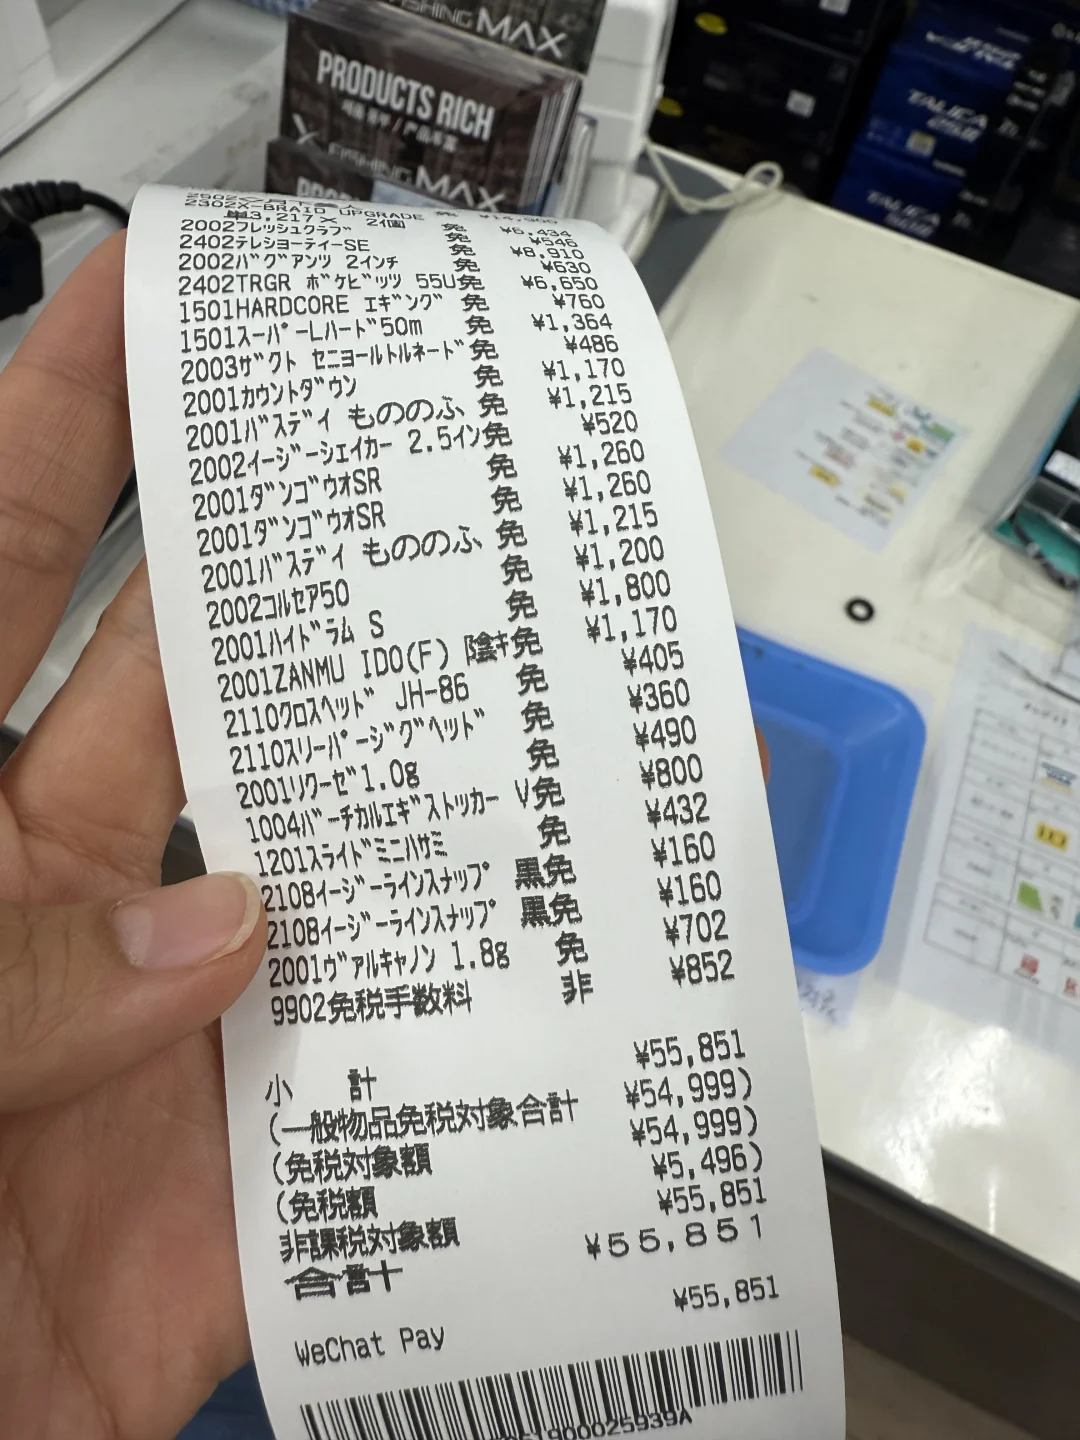 FISHING MAX
PRODUCTS RICH
FISHING MAX
TALICA
¥14,900
2302X-BRAID UPGRADE 免 ¥6,434
単3,217× 2個
2002フレッシュクラブ 免 ¥546
2402テレショーティーSE 免 ¥8,910
2002バグアンツ 2インチ 免 ¥630
2402TRGR ポケビッツ 55U免 ¥6,650
1501HARDCORE エギング 免 ¥760
1501スーパーLハード50m 免 ¥1,364
2003ザクト セニョールトルネード免 ¥486
2001カウントダウン 免 ¥1,170
2001バスデイ もののふ 免 ¥1,215
2002イージーシェイカー 2.5イン免 ¥520
2001ダンゴウオSR 免 ¥1,260
2001ダンゴウオSR 免 ¥1,260
2001バスデイ もののふ 免 ¥1,215
2002コルセア50 免 ¥1,200
2001ハイドラム S 免 ¥1,800
2001ZANMU IDO(F) 陰キ免 ¥1,170
2110クロスヘッド JH-86 免 ¥405
2110スリーパージグヘッド 免 ¥360
2001リクーゼ1.0g 免 ¥490
1004バーチカルエギストッカー V免 ¥800
1201スライドミニハサミ 免 ¥432
2108イージーラインスナップ 黒免 ¥160
2108イージーラインスナップ 黒免 ¥160
2001ヴァルキャノン 1.8g 免 ¥702
9902免税手数料 非 ¥852
小 計 ¥55,851
(一般物品免税対象合計 ¥54,999)
(免税対象額 ¥54,999)
(免税額 ¥5,496)
非課税対象額 ¥55,851
合計 ¥55,851
WeChat Pay ¥55,851